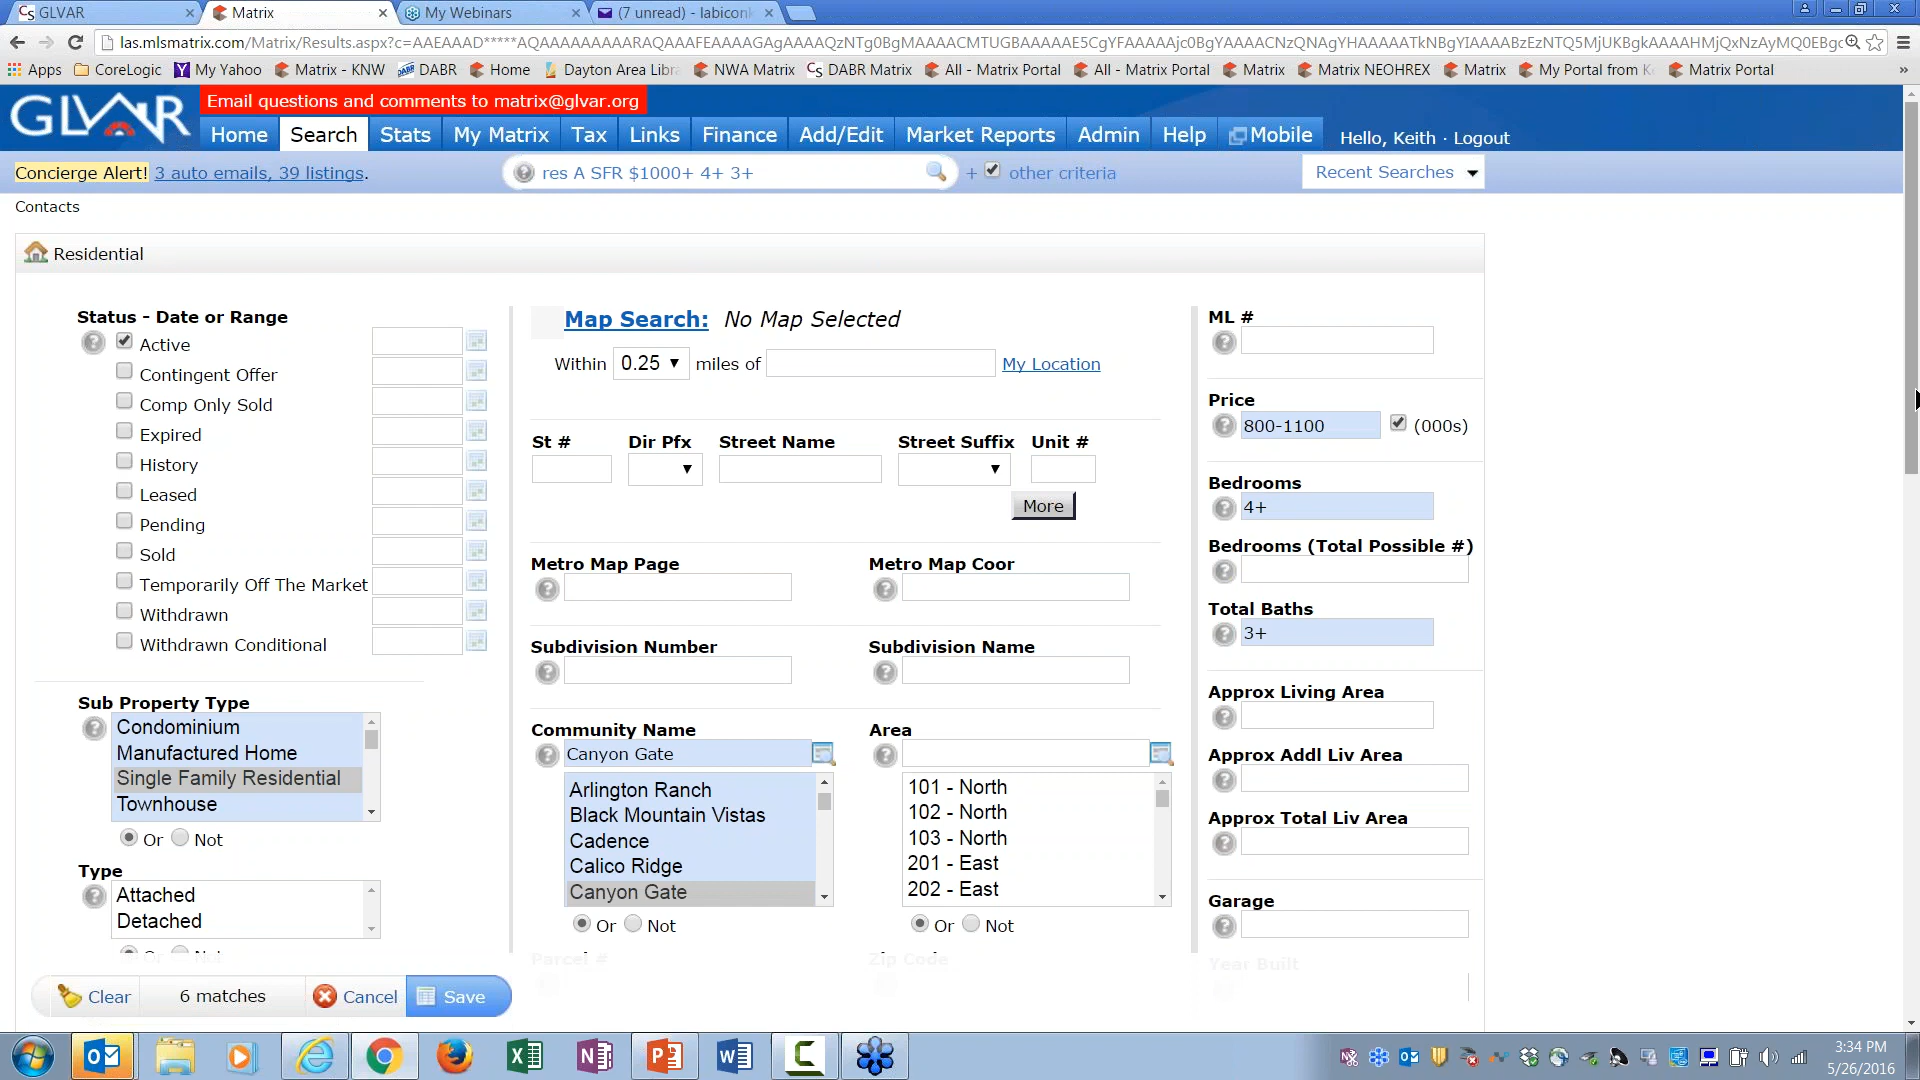 GLVAR
Matrix
My Webinars
(7 unread) - labiconk
las.mlsmatrix.com/Matrix/Results.aspx?c=AAEAAAD*****AQAAAAAAAAARAQAAAFEAAAAGAgAAAAQzNTg0BgMAAAACMTUGBAAAAAE5CgYFAAAAAjc0BgYAAAACNzQNAgYHAAAAATkNBgYIAAAABzEzNTQ5MjUKBgkAAAAHMjQxNzAyMQ0EBgc
Apps
CoreLogic
My Yahoo
Matrix - KNW
DABR
Home
Dayton Area Libra
NWA Matrix
DABR Matrix
All - Matrix Portal
All - Matrix Portal
Matrix
Matrix NEOHREX
Matrix
My Portal from
Matrix Portal
»
GLVAR
Email questions and comments to matrix@glvar.org
Home
Search
Stats
My Matrix
Tax
Links
Finance
Add/Edit
Market Reports
Admin
Help
Mobile
Hello, Keith · Logout
Concierge Alert! 3 auto emails, 39 listings.
res A SFR $1000+ 4+ 3+
+ other criteria
Recent Searches
Contacts
Residential
Status - Date or Range
Active
Contingent Offer
Comp Only Sold
Expired
History
Leased
Pending
Sold
Temporarily Off The Market
Withdrawn
Withdrawn Conditional
Sub Property Type
Condominium
Manufactured Home
Single Family Residential
Townhouse
Or Not
Type
Attached
Detached
Or Not
Map Search: No Map Selected
Within 0.25 miles of
My Location
St #
Dir Pfx
Street Name
Street Suffix
Unit #
More
Metro Map Page
Metro Map Coor
Subdivision Number
Subdivision Name
Community Name
Canyon Gate
Arlington Ranch
Black Mountain Vistas
Cadence
Calico Ridge
Canyon Gate
Or Not
Area
101 - North
102 - North
103 - North
201 - East
202 - East
Or Not
Parcel #
Zip Code
ML #
Price
800-1100
(000s)
Bedrooms
4+
Bedrooms (Total Possible #)
Total Baths
3+
Approx Living Area
Approx Addl Liv Area
Approx Total Liv Area
Garage
Year Built
Clear
6 matches
Cancel
Save
3:34 PM
5/26/2016